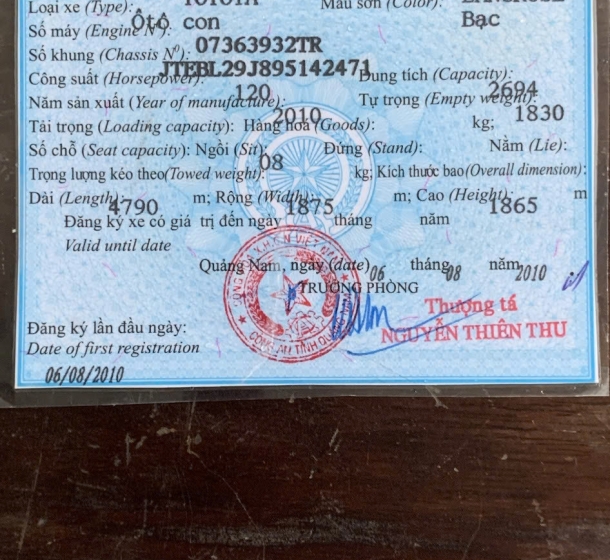 Loại xe (Type): TOYOTA Màu sơn (Color):
Ôtô con Bạc
Số máy (Engine N°):
Số khung (Chassis N°): 07363932TR
JTEBL29J895142471
Công suất (Horsepower): Dung tích (Capacity):
120 2694
Năm sản xuất (Year of manufacture): Tự trọng (Empty weight):
2010 1830
Tải trọng (Loading capacity): Hàng hoá (Goods): kg;
Số chỗ (Seat capacity): Ngồi (Sit): Đứng (Stand): Nằm (Lie):
08
Trọng lượng kéo theo(Towed weight): kg; Kích thước bao(Overall dimension):
Dài (Length): m; Rộng (Width): m; Cao (Height): m
4790 1875 1865
Đăng ký xe có giá trị đến ngày tháng năm
Valid until date
Quảng Nam, ngày (date) 06 tháng 08 năm 2010
TRƯỞNG PHÒNG
Thượng tá
NGUYỄN THIÊN THU
Đăng ký lần đầu ngày:
Date of first registration
06/08/2010